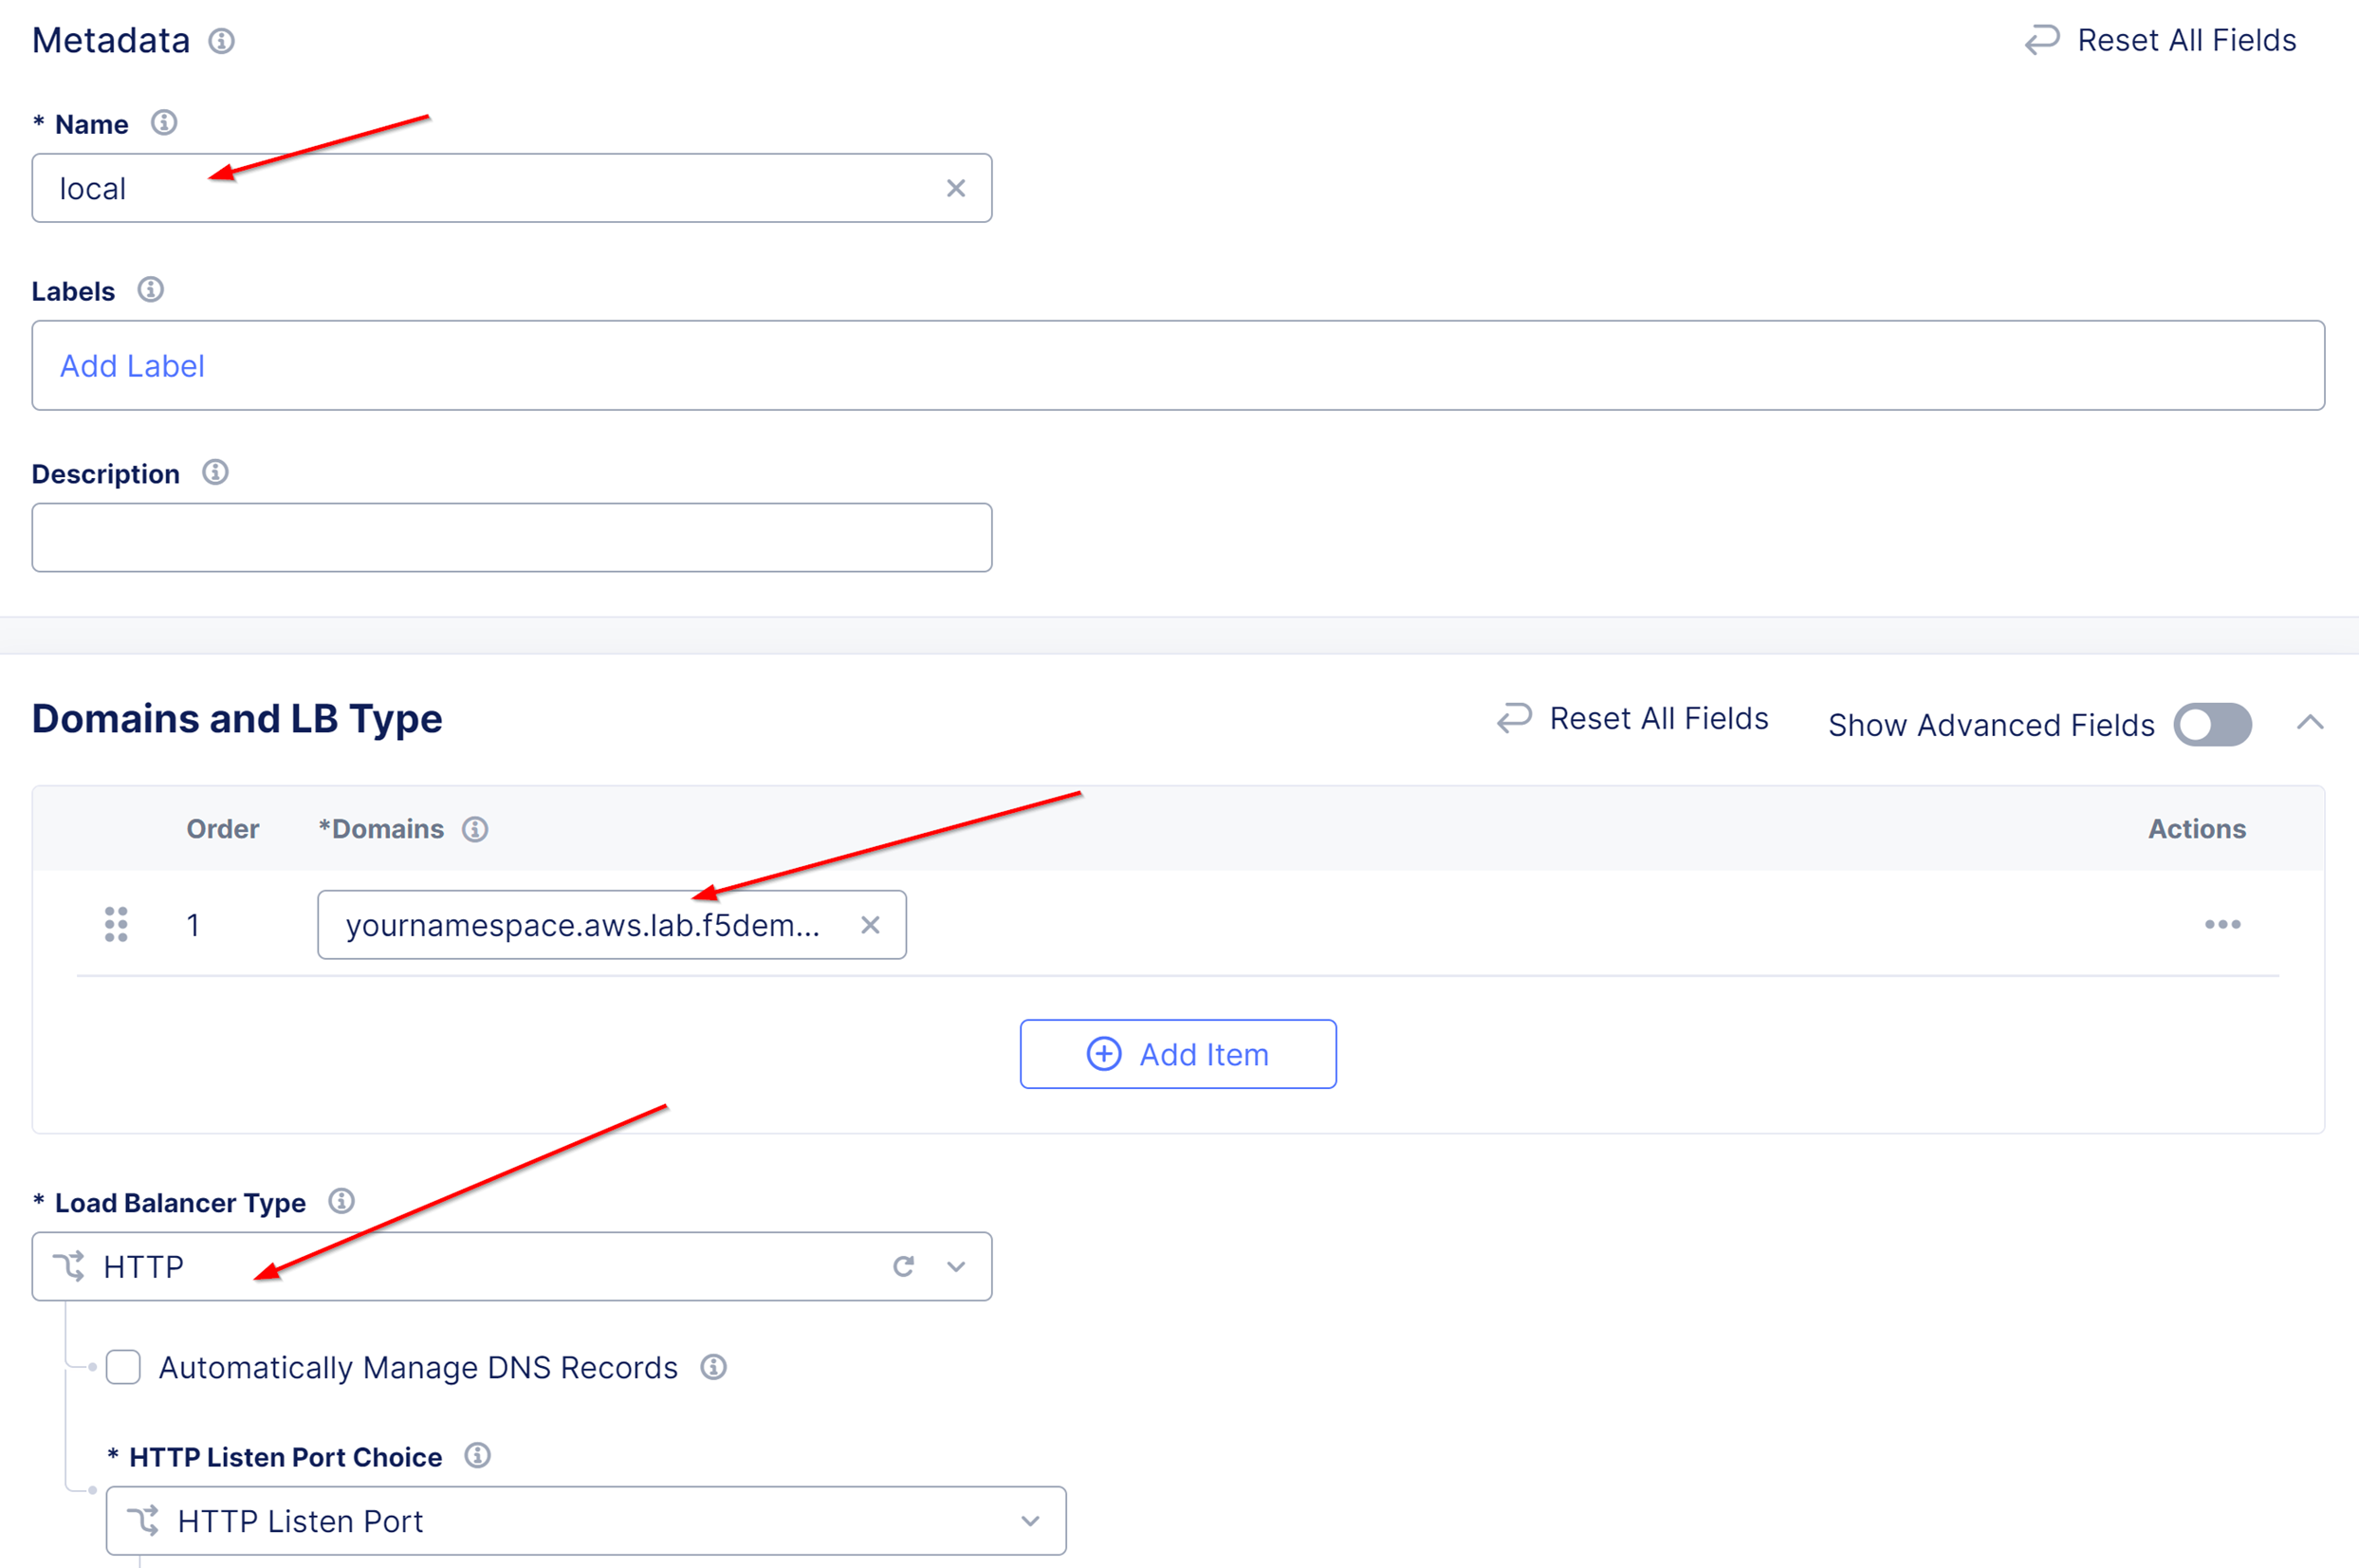 Metadata
Reset All Fields
* Name
local
Labels
Add Label
Description
Domains and LB Type
Reset All Fields
Show Advanced Fields
Order
*Domains
Actions
1
yournamespace.aws.lab.f5dem...
Add Item
* Load Balancer Type
HTTP
Automatically Manage DNS Records
* HTTP Listen Port Choice
HTTP Listen Port